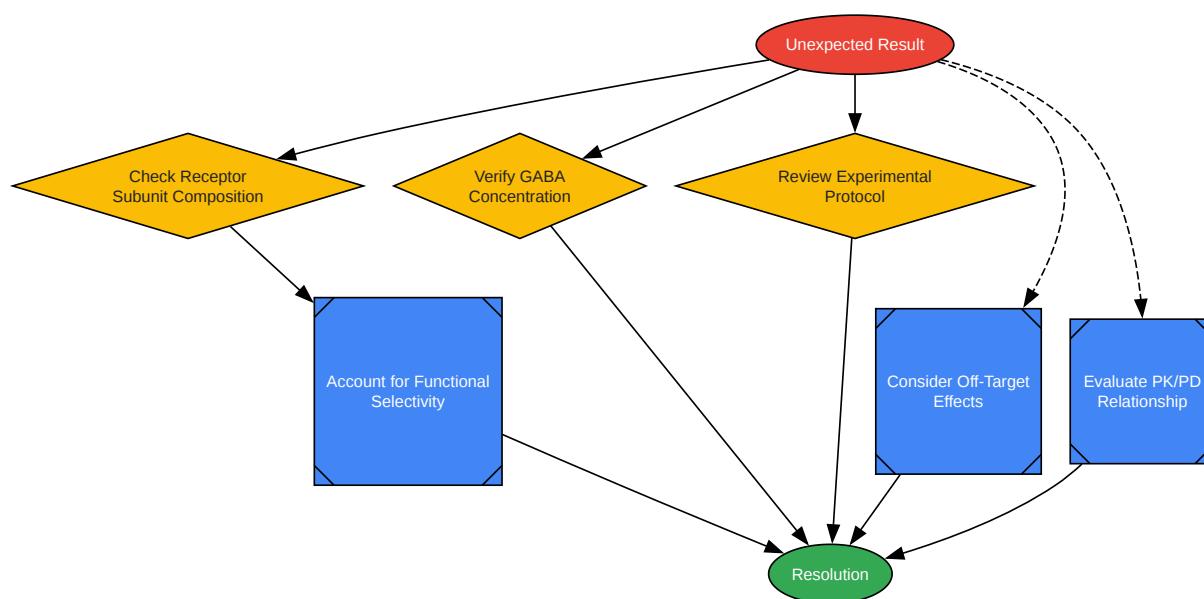 Unexpected Result
Check Receptor
Subunit Composition
Verify GABA
Concentration
Review Experimental
Protocol
Account for Functional
Selectivity
Consider Off-Target
Effects
Evaluate PK/PD
Relationship
Resolution